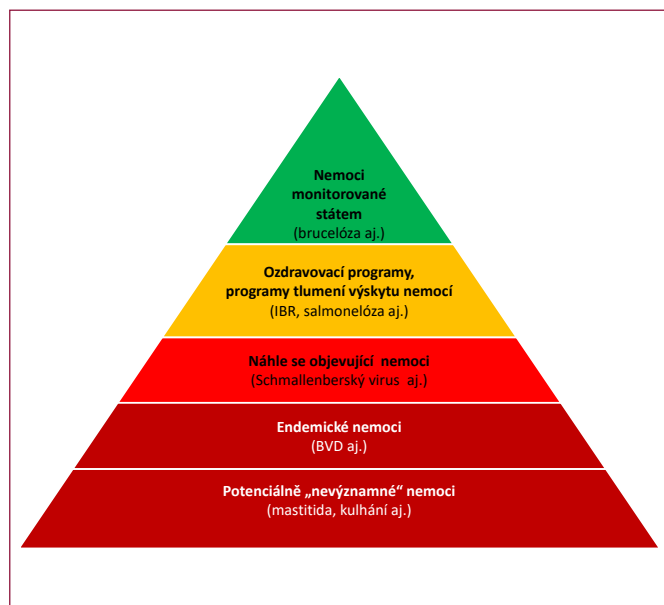 Nemoci
monitorované
státem
(brucelóza aj.)
Ozdravovací programy,
programy tlumení výskytu nemocí
(IBR, salmonelóza aj.)
Náhle se objevující  nemoci
(Schmallenberský virus  aj.)
Endemické nemoci
(BVD aj.)
Potenciálně „nevýznamné“ nemoci
(mastitida, kulhání aj.)